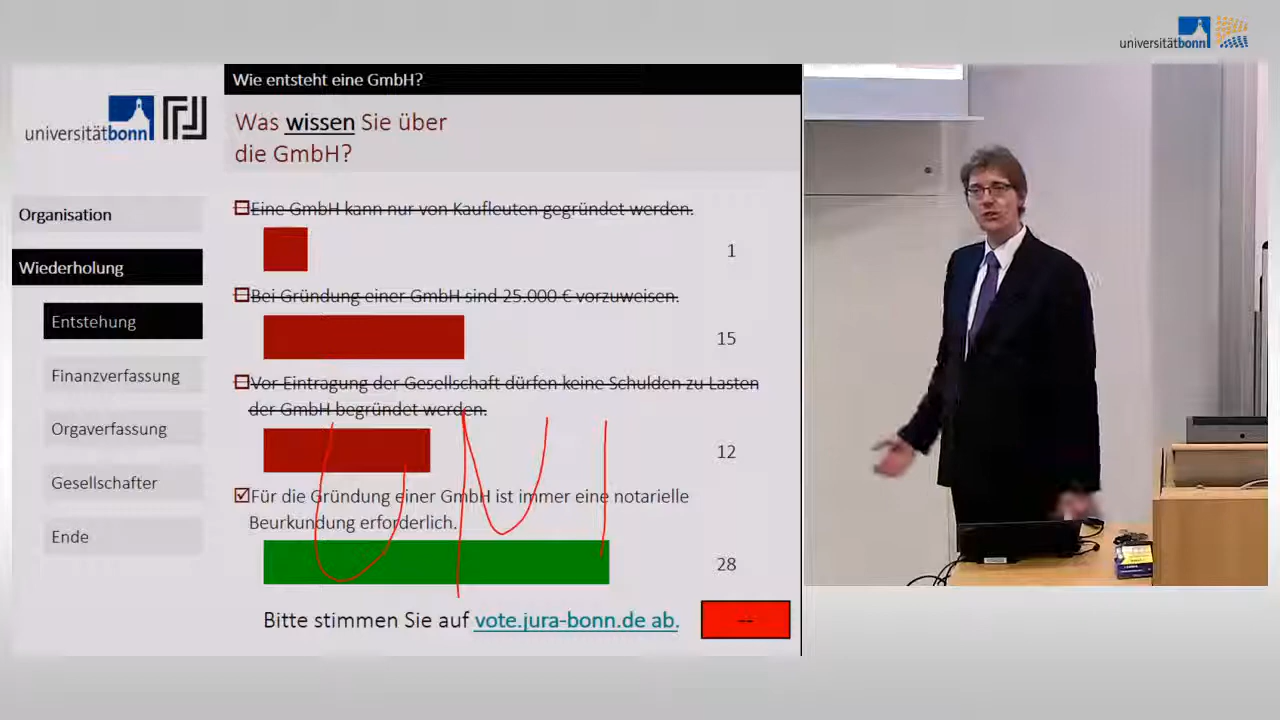 universitätbonn
Wie entsteht eine GmbH?
universitätbonn
Was wissen Sie über
die GmbH?
Organisation
Wiederholung
Entstehung
Finanzverfassung
Orgaverfassung
Gesellschafter
Ende
Eine GmbH kann nur von Kaufleuten gegründet werden.
1
Bei Gründung einer GmbH sind 25.000 € vorzuweisen.
15
Vor Eintragung der Gesellschaft dürfen keine Schulden zu Lasten
der GmbH begründet werden.
12
Für die Gründung einer GmbH ist immer eine notarielle
Beurkundung erforderlich.
28
Bitte stimmen Sie auf vote.jura-bonn.de ab.
--